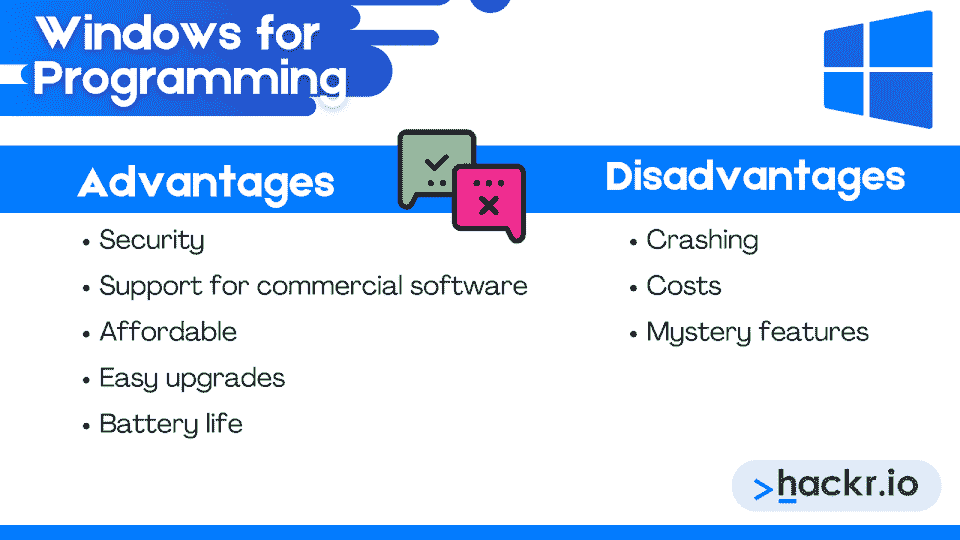 Windows for
Programming
Advantages
Disadvantages
• Security
• Support for commercial software
• Affordable
• Easy upgrades
• Battery life
• Crashing
• Costs
• Mystery features
>hackr.io